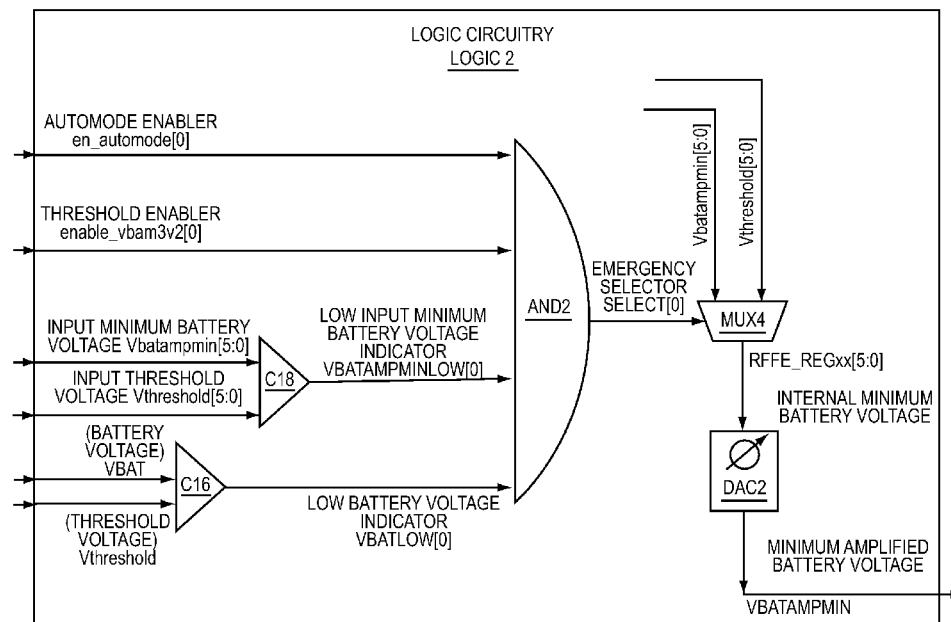 LOGIC CIRCUITRY
LOGIC 2
AUTOMODE ENABLER
en_automode[0]
THRESHOLD ENABLER
enable_vbam3v2[0]
INPUT MINIMUM BATTERY
VOLTAGE Vbatampmin[5:0]
INPUT THRESHOLD
VOLTAGE Vthreshold[5:0]
C18
LOW INPUT MINIMUM
BATTERY VOLTAGE
INDICATOR
VBATAMPMINLOW[0]
(BATTERY
VOLTAGE)
VBAT
C16
(THRESHOLD
VOLTAGE)
Vthreshold
LOW BATTERY VOLTAGE
INDICATOR
VBATLOW[0]
AND2
EMERGENCY
SELECTOR
SELECT[0]
Vbatampmin[5:0]
Vthreshold[5:0]
MUX4
RFFE_REGxx[5:0]
INTERNAL MINIMUM
BATTERY VOLTAGE
DAC2
MINIMUM AMPLIFIED
BATTERY VOLTAGE
VBATAMPMIN